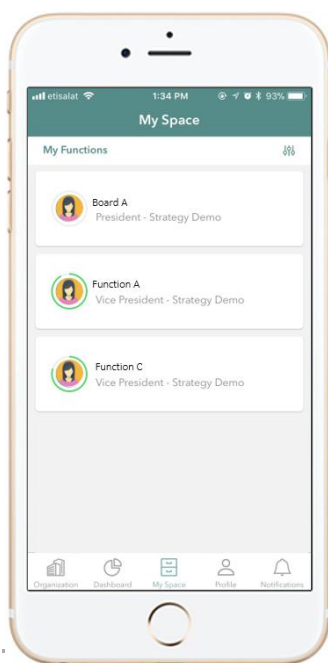 etisalat 1:34 PM 93%
My Space
My Functions
Board A
President - Strategy Demo
Function A
Vice President - Strategy Demo
Function C
Vice President - Strategy Demo
Organization Dashboard My Space Profile Notifications